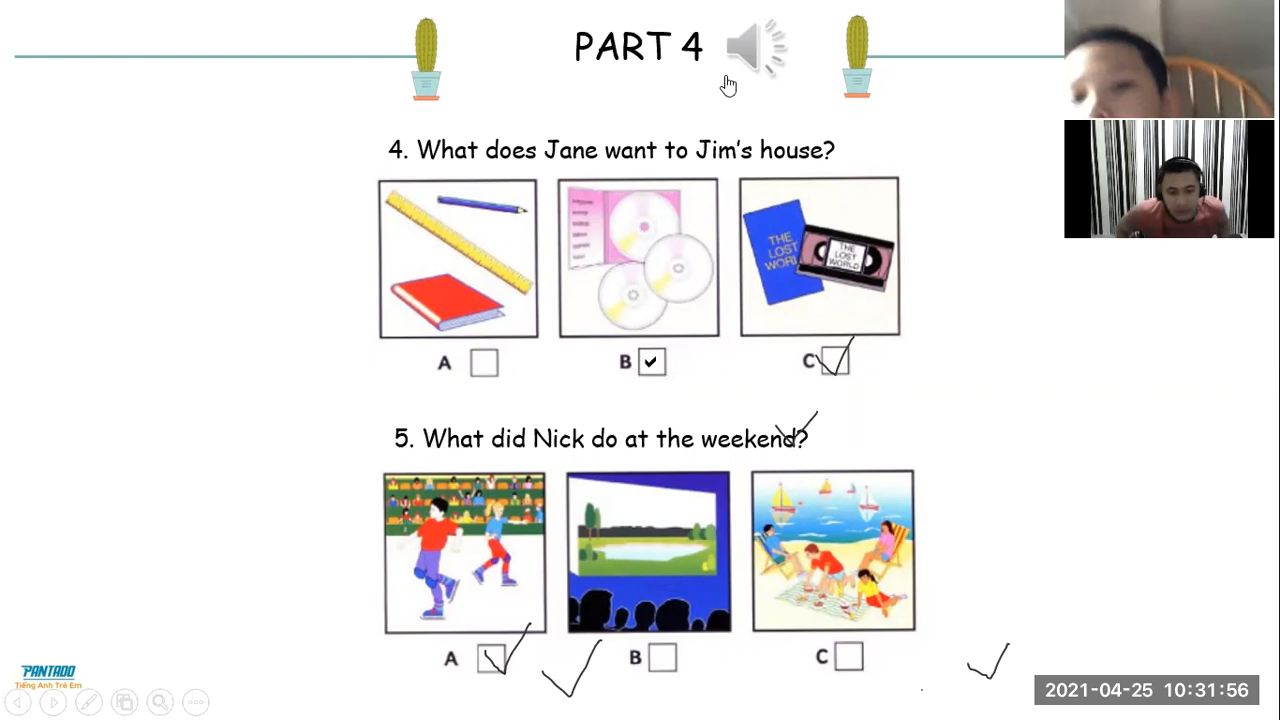 PART 4
4. What does Jane want to Jim's house?
THE
LOST
WORL
THE
LOST
WORLD
A
B
C
5. What did Nick do at the weekend?
A
B
C
PANTADO
Tiếng Anh Trẻ Em
2021-04-25 10:31:56